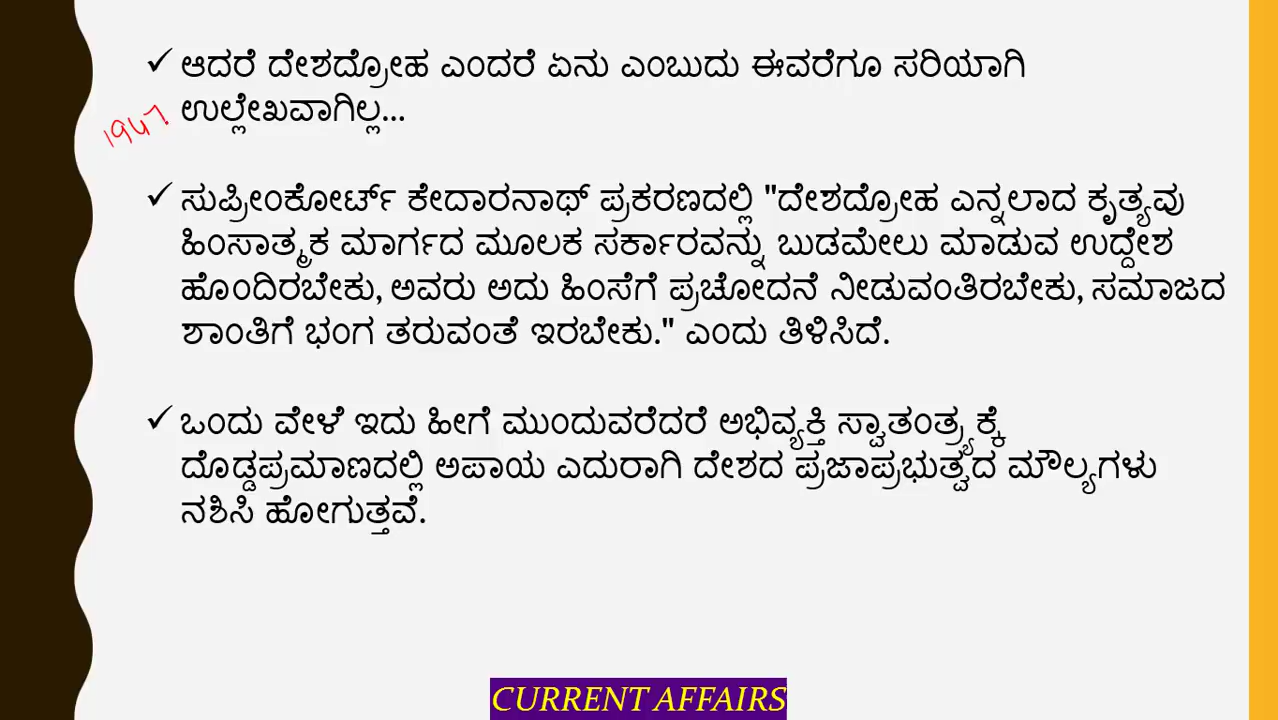 ✓ ಆದರೆ ದೇಶದ್ರೋಹ ಎಂದರೆ ಏನು ಎಂಬುದು ಈವರೆಗೂ ಸರಿಯಾಗಿ
ಉಲ್ಲೇಖವಾಗಿಲ್ಲ...
1947
✓ ಸುಪ್ರೀಂಕೋರ್ಟ್ ಕೇದಾರನಾಥ್ ಪ್ರಕರಣದಲ್ಲಿ "ದೇಶದ್ರೋಹ ಎನ್ನಲಾದ ಕೃತ್ಯವು
ಹಿಂಸಾತ್ಮಕ ಮಾರ್ಗದ ಮೂಲಕ ಸರ್ಕಾರವನ್ನು ಬುಡಮೇಲು ಮಾಡುವ ಉದ್ದೇಶ
ಹೊಂದಿರಬೇಕು, ಅವರು ಅದು ಹಿಂಸೆಗೆ ಪ್ರಚೋದನೆ ನೀಡುವಂತಿರಬೇಕು, ಸಮಾಜದ
ಶಾಂತಿಗೆ ಭಂಗ ತರುವಂತೆ ಇರಬೇಕು." ಎಂದು ತಿಳಿಸಿದೆ.
✓ ಒಂದು ವೇಳೆ ಇದು ಹೀಗೆ ಮುಂದುವರೆದರೆ ಅಭಿವ್ಯಕ್ತಿ ಸ್ವಾತಂತ್ರ್ಯಕ್ಕೆ
ದೊಡ್ಡಪ್ರಮಾಣದಲ್ಲಿ ಅಪಾಯ ಎದುರಾಗಿ ದೇಶದ ಪ್ರಜಾಪ್ರಭುತ್ವದ ಮೌಲ್ಯಗಳು
ನಶಿಸಿ ಹೋಗುತ್ತವೆ.
CURRENT AFFAIRS